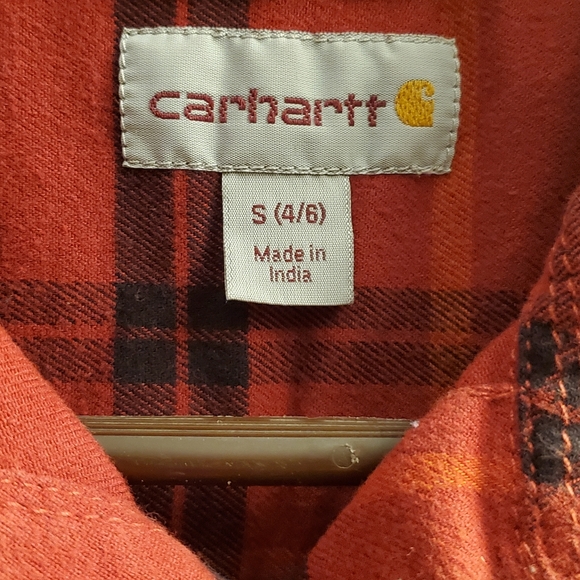 carhartt
S (4/6)
Made in
India